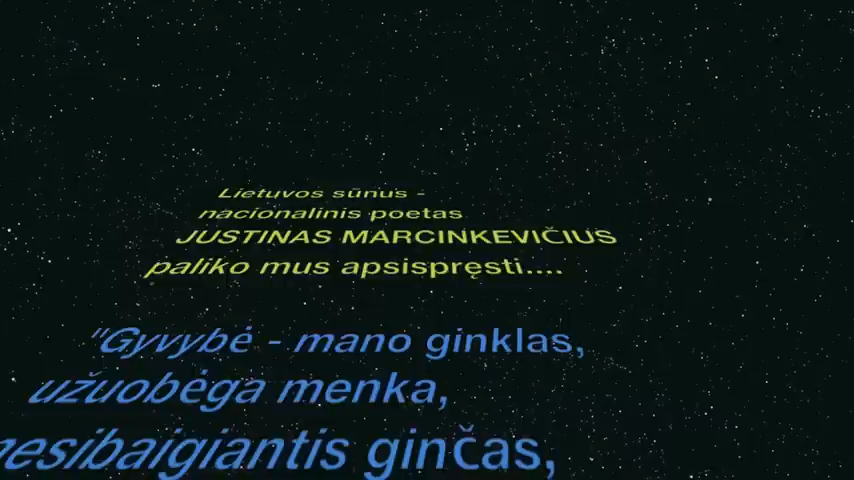 Lietuvos sūnus -
nacionalinis poetas
JUSTINAS MARCINKEVIČIUS
paliko mus apsispręsti....
"Gyvybė - mano ginklas,
užuobėga menka,
nesibaigiantis ginčas,